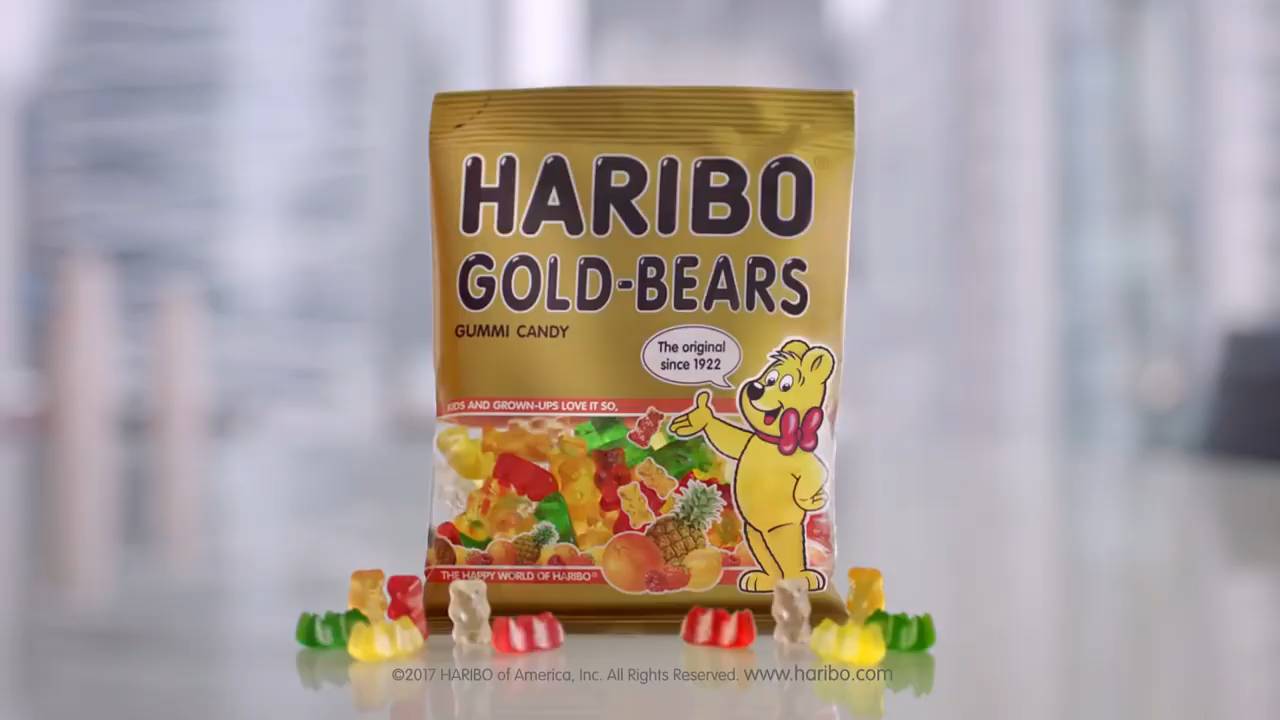 HARIBO®
GOLD-BEARS
GUMMI CANDY
The original
since 1922
KIDS AND GROWN-UPS LOVE IT SO,
THE HAPPY WORLD OF HARIBO®
©2017 HARIBO of America, Inc. All Rights Reserved. www.haribo.com